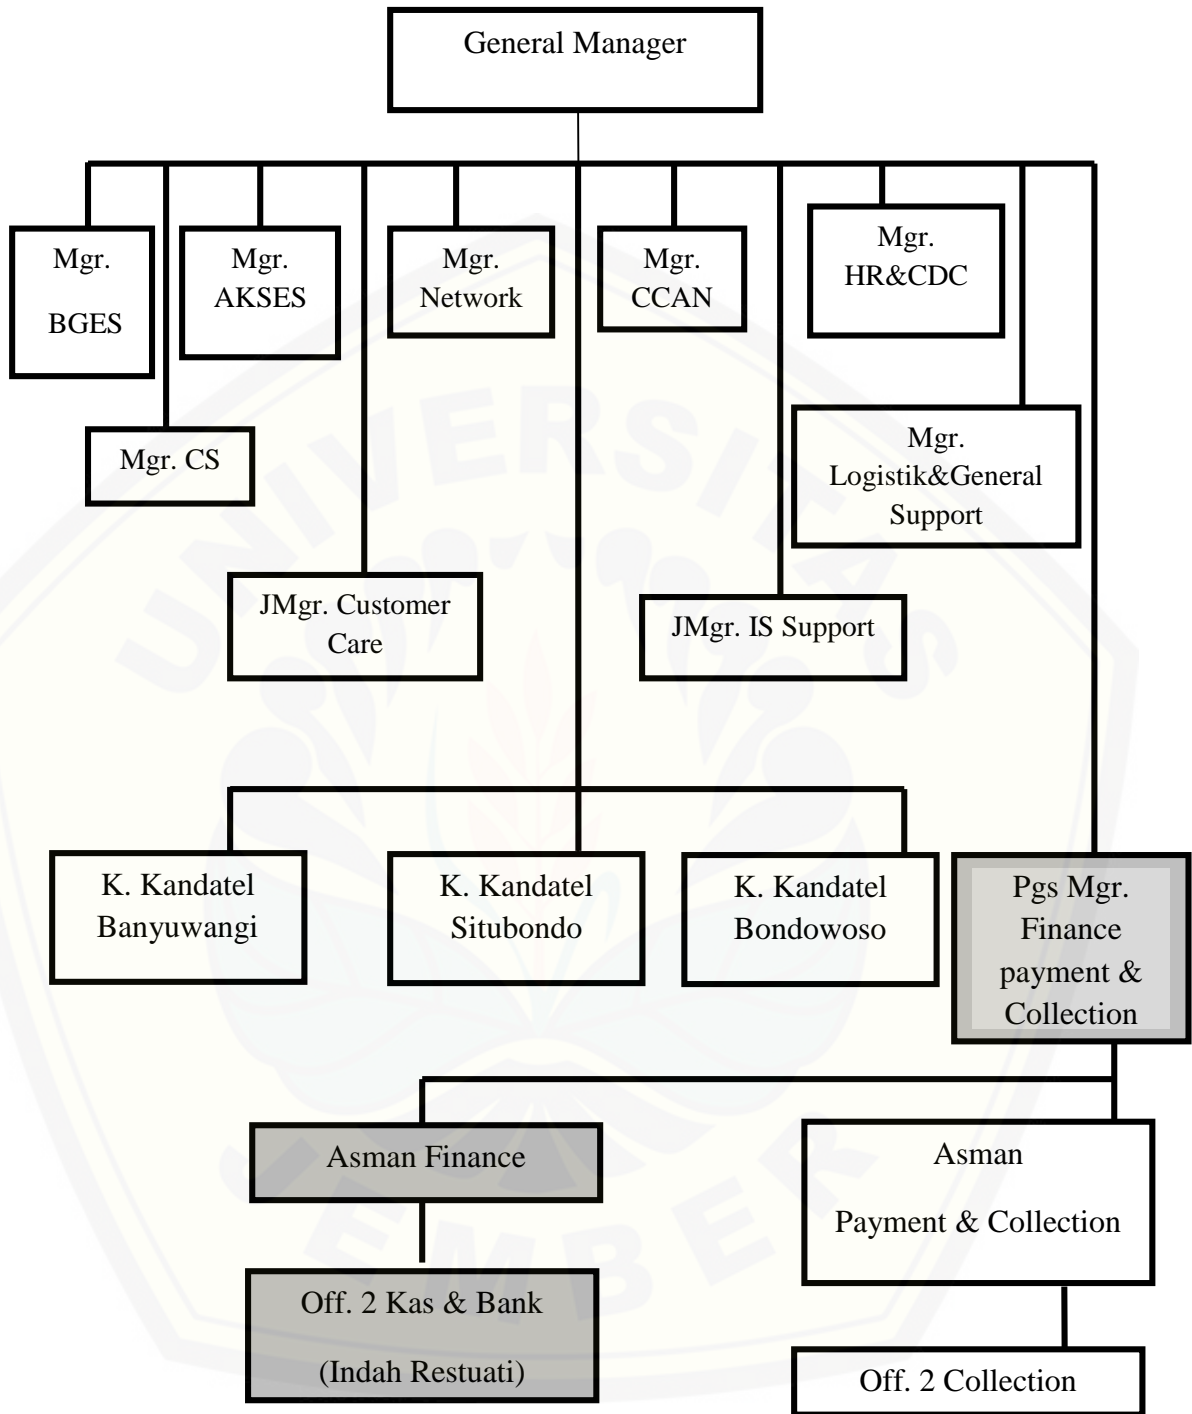 General Manager
Mgr.
BGES
Mgr.
AKSES
Mgr.
Network
Mgr.
CCAN
Mgr.
HR&CDC
Mgr. CS
Mgr.
Logistik&General
Support
JMgr. Customer
Care
JMgr. IS Support
K. Kandatel
Banyuwangi
K. Kandatel
Situbondo
K. Kandatel
Bondowoso
Pgs Mgr.
Finance
payment &
Collection
Asman Finance
Asman
Payment & Collection
Off. 2 Kas & Bank
(Indah Restuati)
Off. 2 Collection
UNIVERSITAS
JEMBER